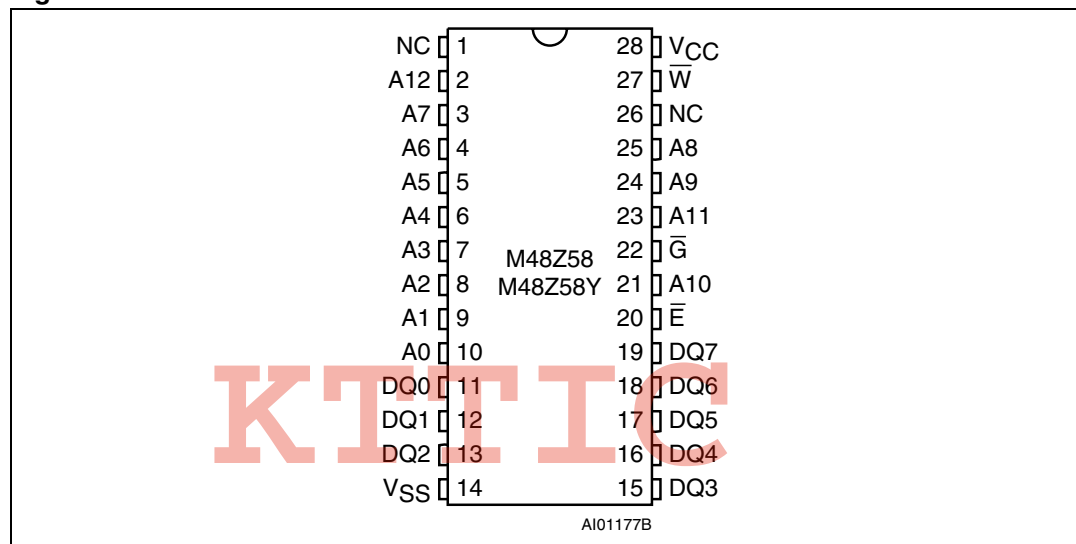 NC 1 28 VCC
A12 2 27 W̅
A7 3 26 NC
A6 4 25 A8
A5 5 24 A9
A4 6 23 A11
A3 7 22 G̅
M48Z58
A2 8 21 A10
M48Z58Y
A1 9 20 E̅
A0 10 19 DQ7
DQ0 11 18 DQ6
DQ1 12 17 DQ5
DQ2 13 16 DQ4
VSS 14 15 DQ3
KTTIC
AI01177B